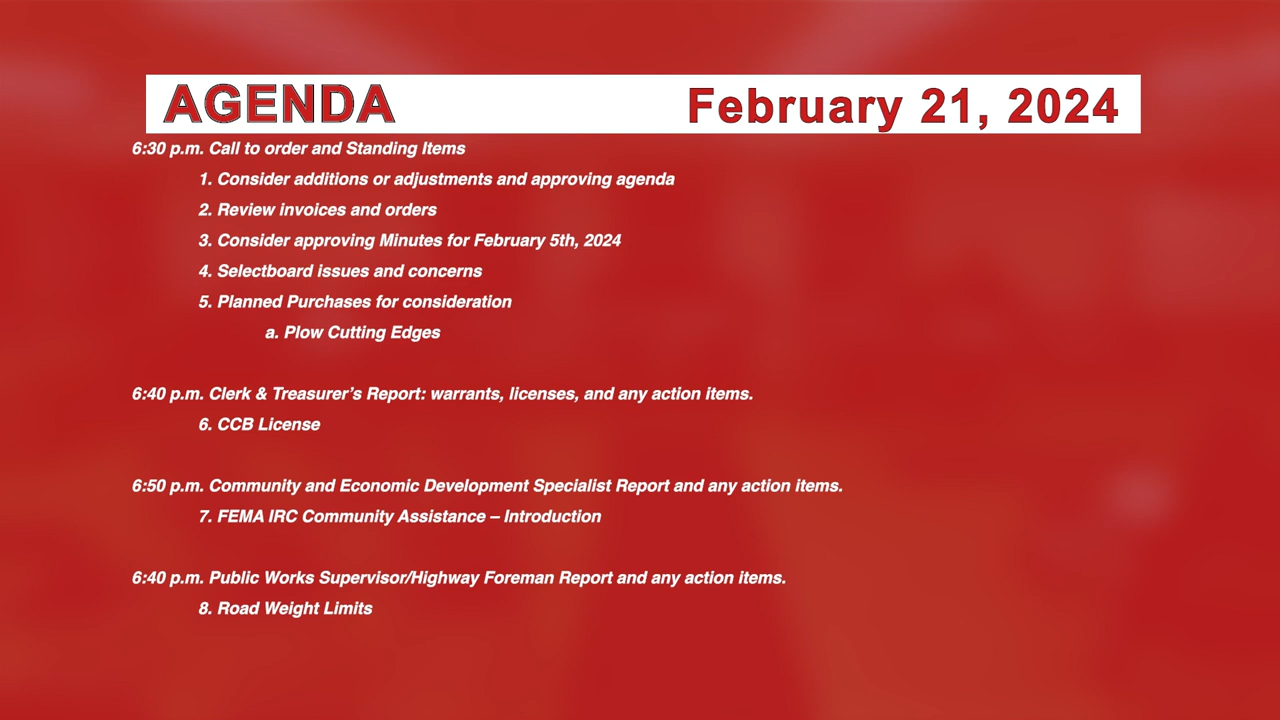 AGENDA February 21, 2024
6:30 p.m. Call to order and Standing Items
1. Consider additions or adjustments and approving agenda
2. Review invoices and orders
3. Consider approving Minutes for February 5th, 2024
4. Selectboard issues and concerns
5. Planned Purchases for consideration
a. Plow Cutting Edges
6:40 p.m. Clerk & Treasurer’s Report: warrants, licenses, and any action items.
6. CCB License
6:50 p.m. Community and Economic Development Specialist Report and any action items.
7. FEMA IRC Community Assistance – Introduction
6:40 p.m. Public Works Supervisor/Highway Foreman Report and any action items.
8. Road Weight Limits